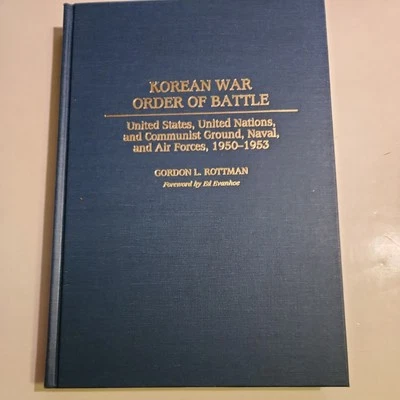 KOREAN WAR
ORDER OF BATTLE
United States, United Nations,
and Communist Ground, Naval,
and Air Forces, 1950–1953
GORDON L. ROTTMAN
Foreword by Ed Evanhoe